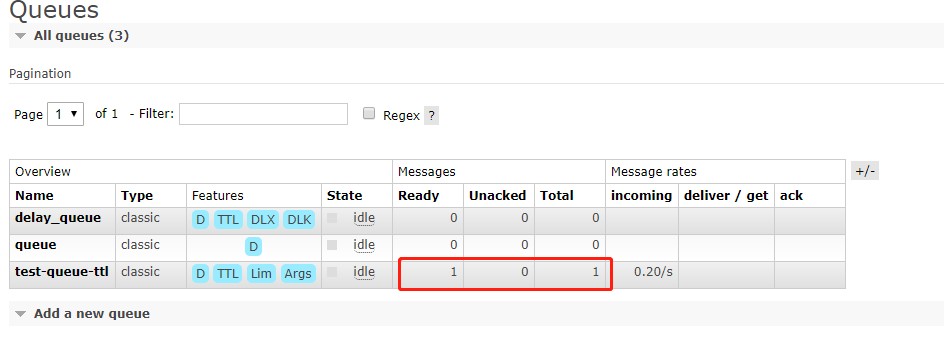 Queues
All queues (3)
Pagination
Page 1 of 1 - Filter: Regex ?
Overview Messages Message rates +/-
Name Type Features State Ready Unacked Total incoming deliver / get ack
delay_queue classic D TTL DLX DLK idle 0 0 0
queue classic D idle 0 0 0
test-queue-ttl classic D TTL Lim Args idle 1 0 1 0.20/s
Add a new queue